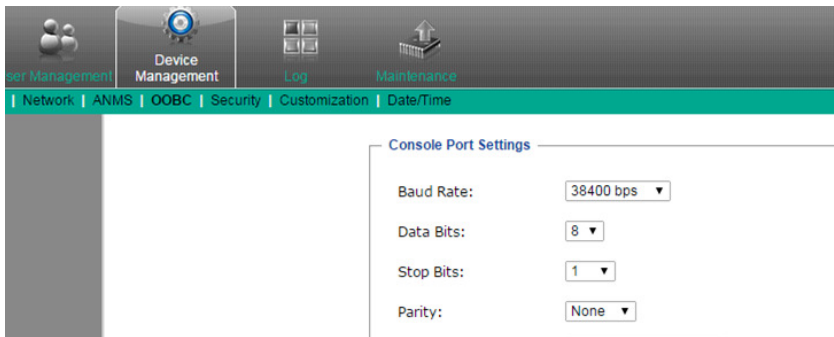 ser Management
Device Management
Log
Maintenance
| Network | ANMS | OOBC | Security | Customization | Date/Time
Console Port Settings
Baud Rate: 38400 bps
Data Bits: 8
Stop Bits: 1
Parity: None